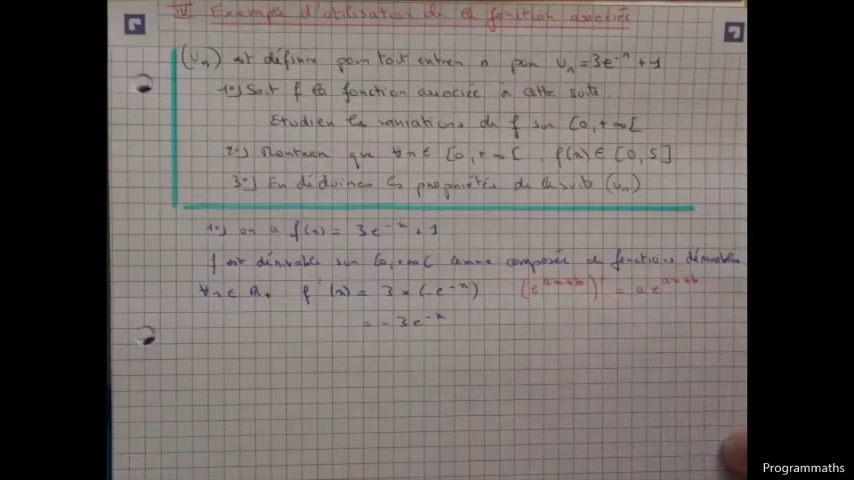 IV Exemple d'utilisation de la fonction associée
(Un) est définie pour tout entier n par Un = 3e^-n + 1
1°) Soit f la fonction associée à cette suite.
Etudier les variations de f sur [0,+∞[
2°) Montrer que ∀x ∈ [0,+∞[, f(x) ∈ [0,5]
3°) En déduire les propriétés de la suite (Un)
1°) on a f(x) = 3e^-x + 1
f est dérivable sur [0,+∞[ comme composée de fonctions dérivables
∀x ∈ R+ f'(x) = 3 × (-e^-x) (e^ax+b)' = a e^ax+b
= -3e^-x
Programmaths